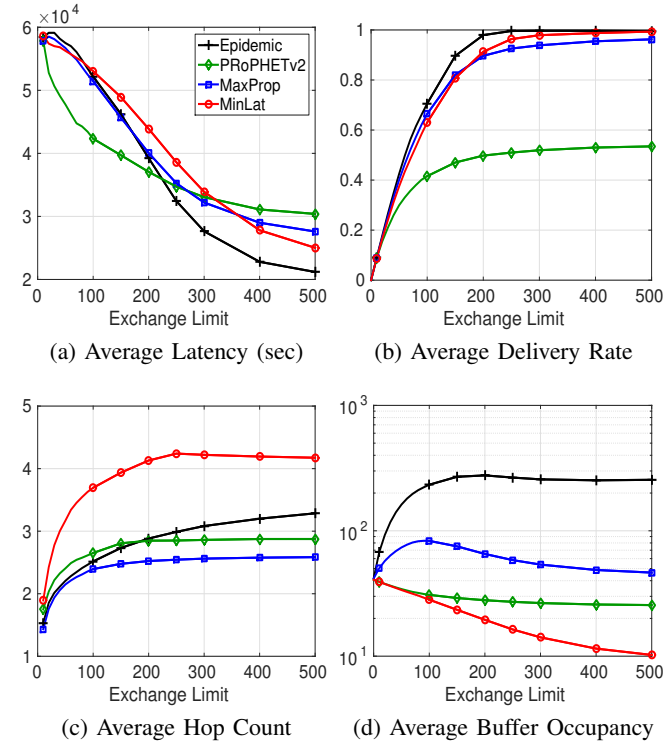 ×10^4
6
5
4
3
2
0 100 200 300 400 500
Exchange Limit
Epidemic
PRoPHETv2
MaxProp
MinLat
(a) Average Latency (sec)
1
0.8
0.6
0.4
0.2
0
0 100 200 300 400 500
Exchange Limit
(b) Average Delivery Rate
5
4
3
2
1
0 100 200 300 400 500
Exchange Limit
(c) Average Hop Count
10^3
10^2
10^1
0 100 200 300 400 500
Exchange Limit
(d) Average Buffer Occupancy